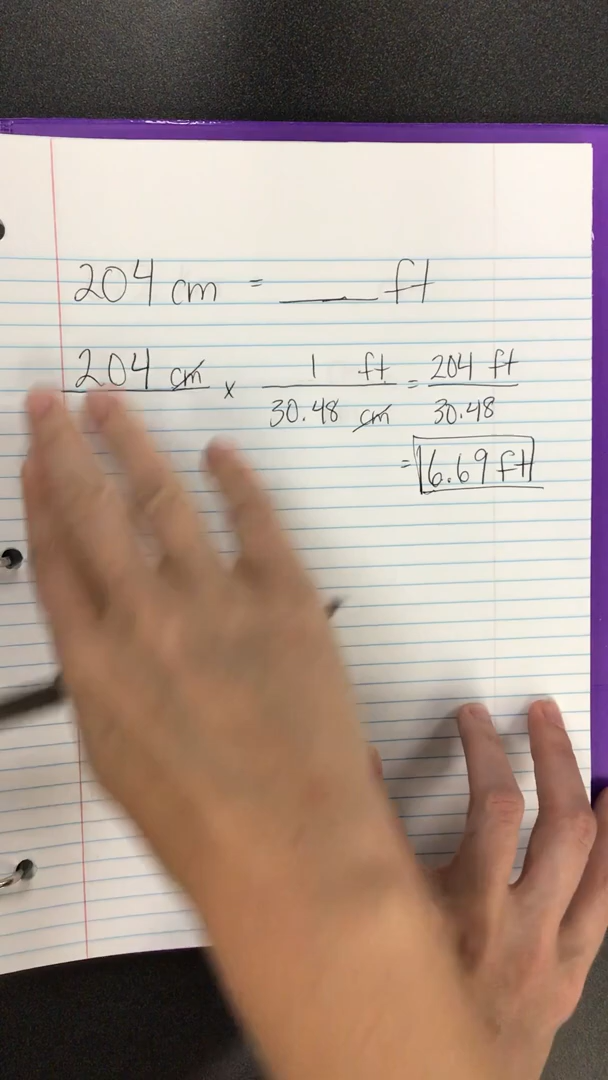 204 cm = ___ ft
204 cm x 1 ft / 30.48 cm = 204 ft / 30.48
= 6.69 ft